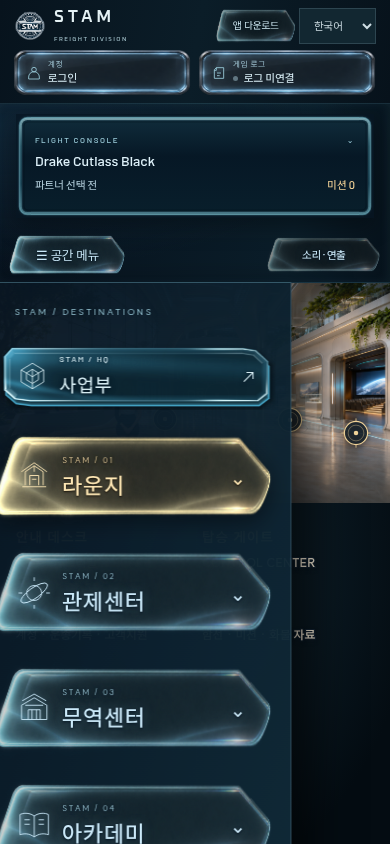 STAM
FREIGHT DIVISION
앱 다운로드
한국어
계정
로그인
게임 로그
로그 미연결
FLIGHT CONSOLE
Drake Cutlass Black
파트너 선택 전
미션 0
☰ 공간 메뉴
소리·연출
STAM / DESTINATIONS
STAM / HQ
사업부
STAM / 01
라운지
STAM / 02
관제센터
CENTER
자료
STAM / 03
무역센터
STAM / 04
아카데미